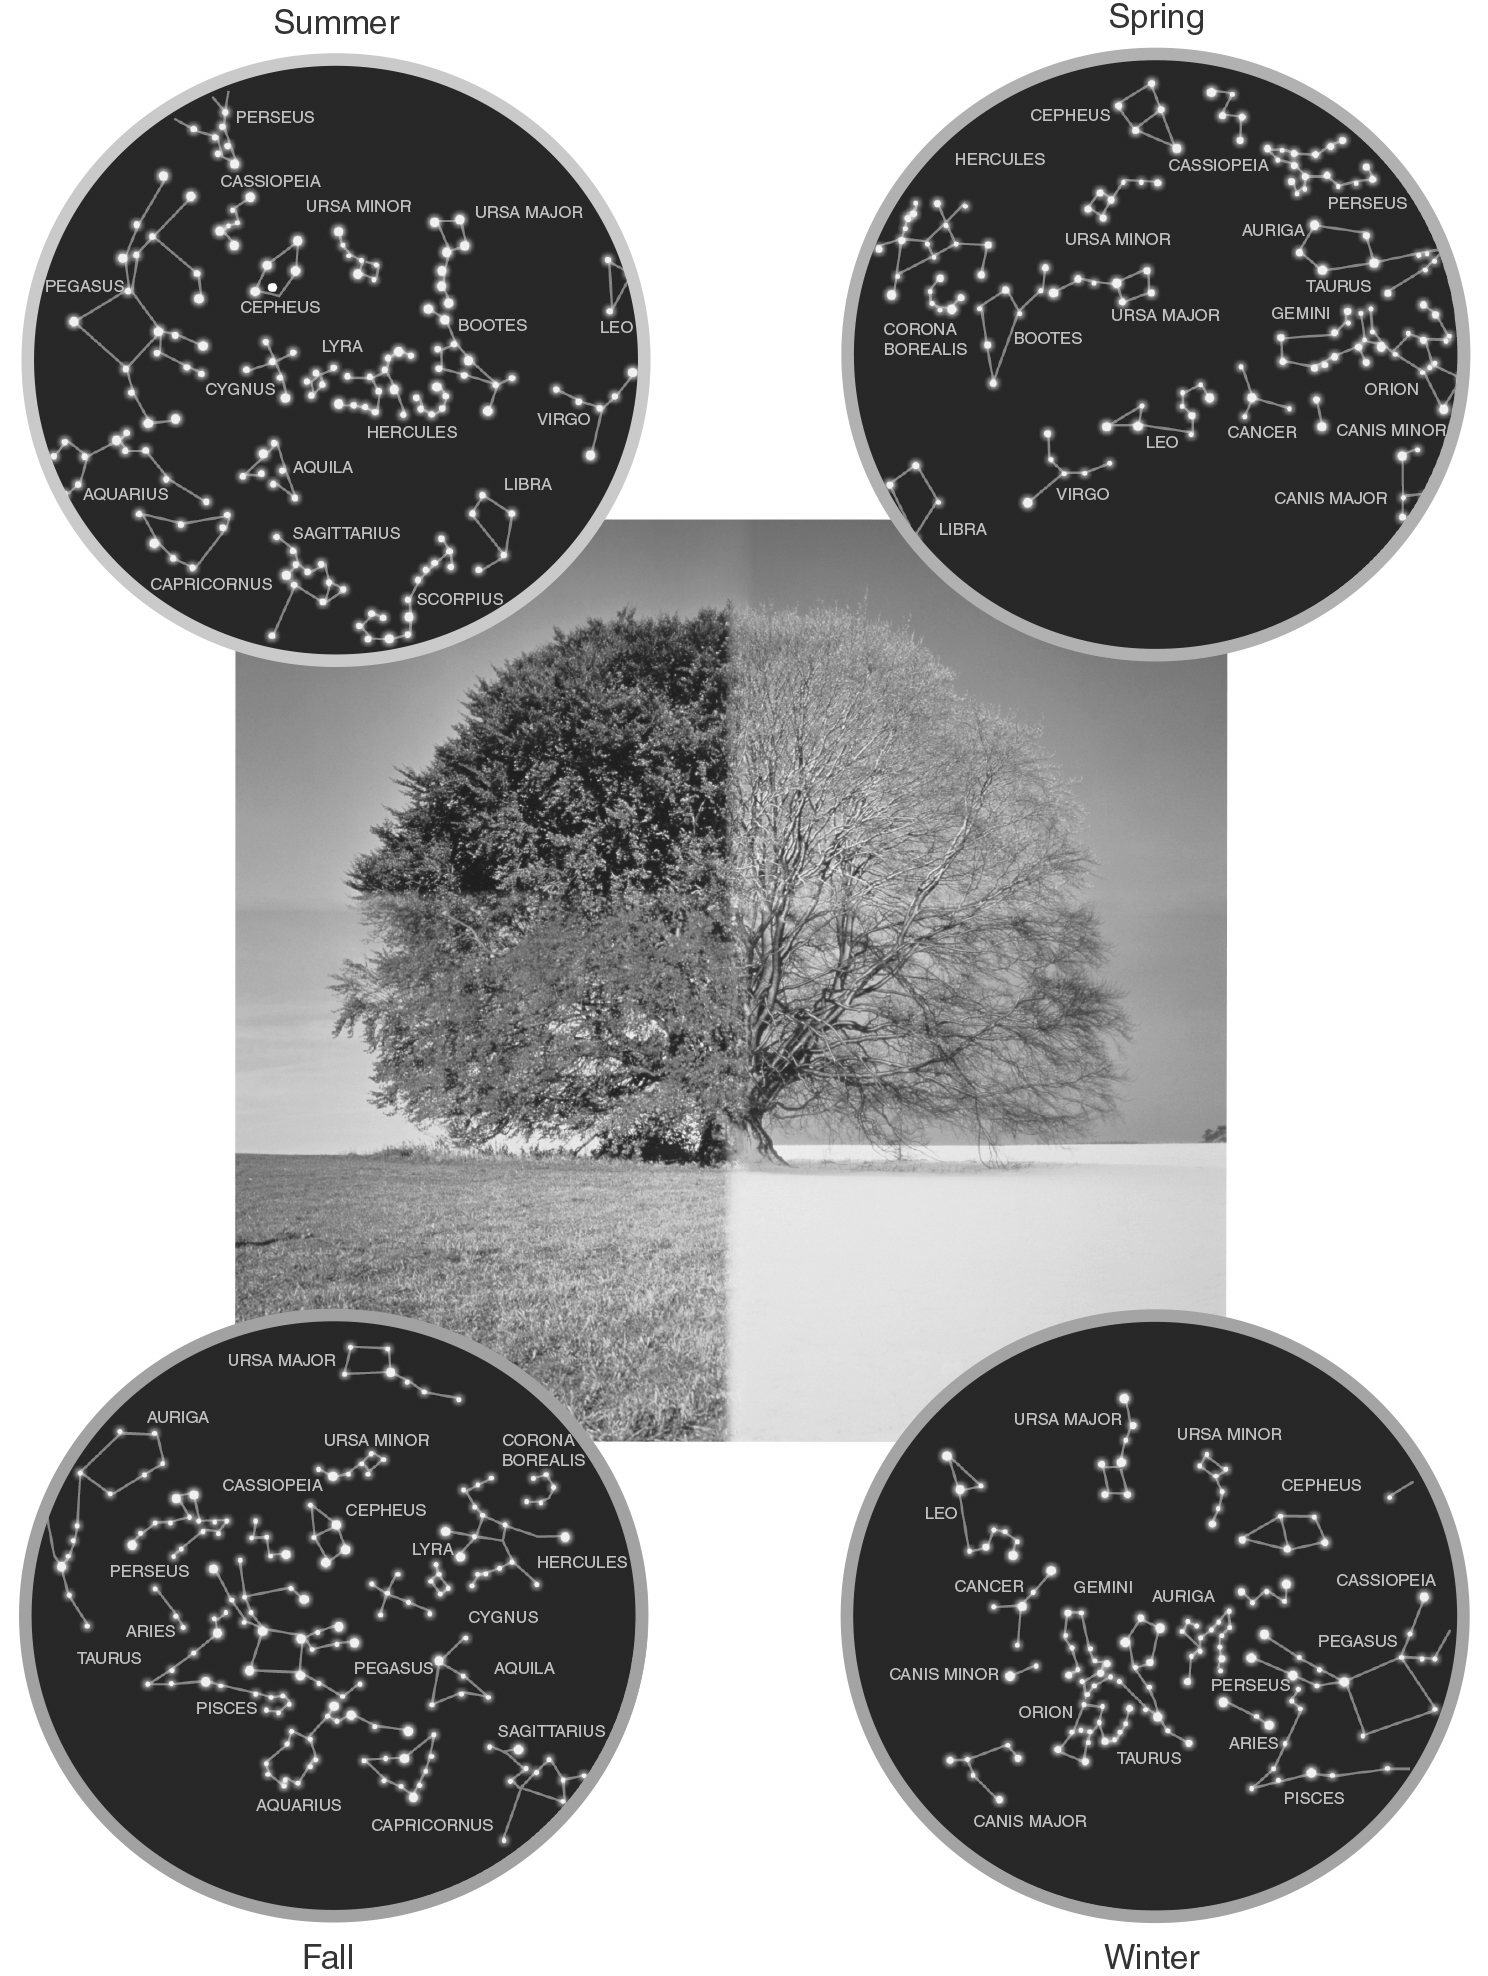 Summer
PERSEUS
CASSIOPEIA
URSA MINOR
URSA MAJOR
PEGASUS
CEPHEUS
LEO
BOOTES
LYRA
CYGNUS
VIRGO
HERCULES
AQUILA
LIBRA
AQUARIUS
SAGITTARIUS
CAPRICORNUS
SCORPIUS
Spring
CEPHEUS
HERCULES
CASSIOPEIA
PERSEUS
AURIGA
URSA MINOR
TAURUS
GEMINI
URSA MAJOR
CORONA
BOREALIS
BOOTES
ORION
CANIS MINOR
CANCER
LEO
VIRGO
CANIS MAJOR
LIBRA
URSA MAJOR
AURIGA
URSA MINOR
CORONA
BOREALIS
CASSIOPEIA
CEPHEUS
LYRA
HERCULES
PERSEUS
CYGNUS
ARIES
TAURUS
PEGASUS
AQUILA
PISCES
SAGITTARIUS
AQUARIUS
CAPRICORNUS
Fall
URSA MAJOR
URSA MINOR
CEPHEUS
LEO
CASSIOPEIA
CANCER
GEMINI
AURIGA
PEGASUS
CANIS MINOR
PERSEUS
ORION
ARIES
TAURUS
PISCES
CANIS MAJOR
Winter